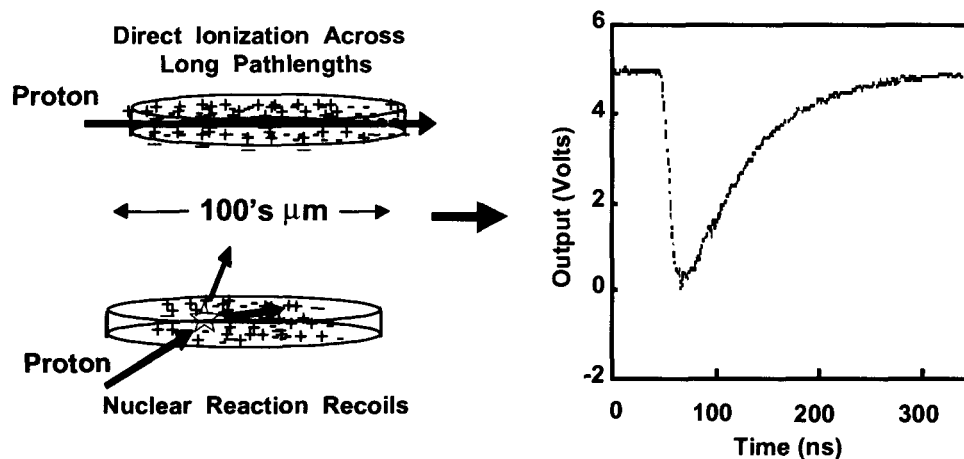 Direct Ionization Across
Long Pathlengths
Proton
100's μm
Proton
Nuclear Reaction Recoils
Output (Volts)
6
4
2
0
-2
0 100 200 300
Time (ns)